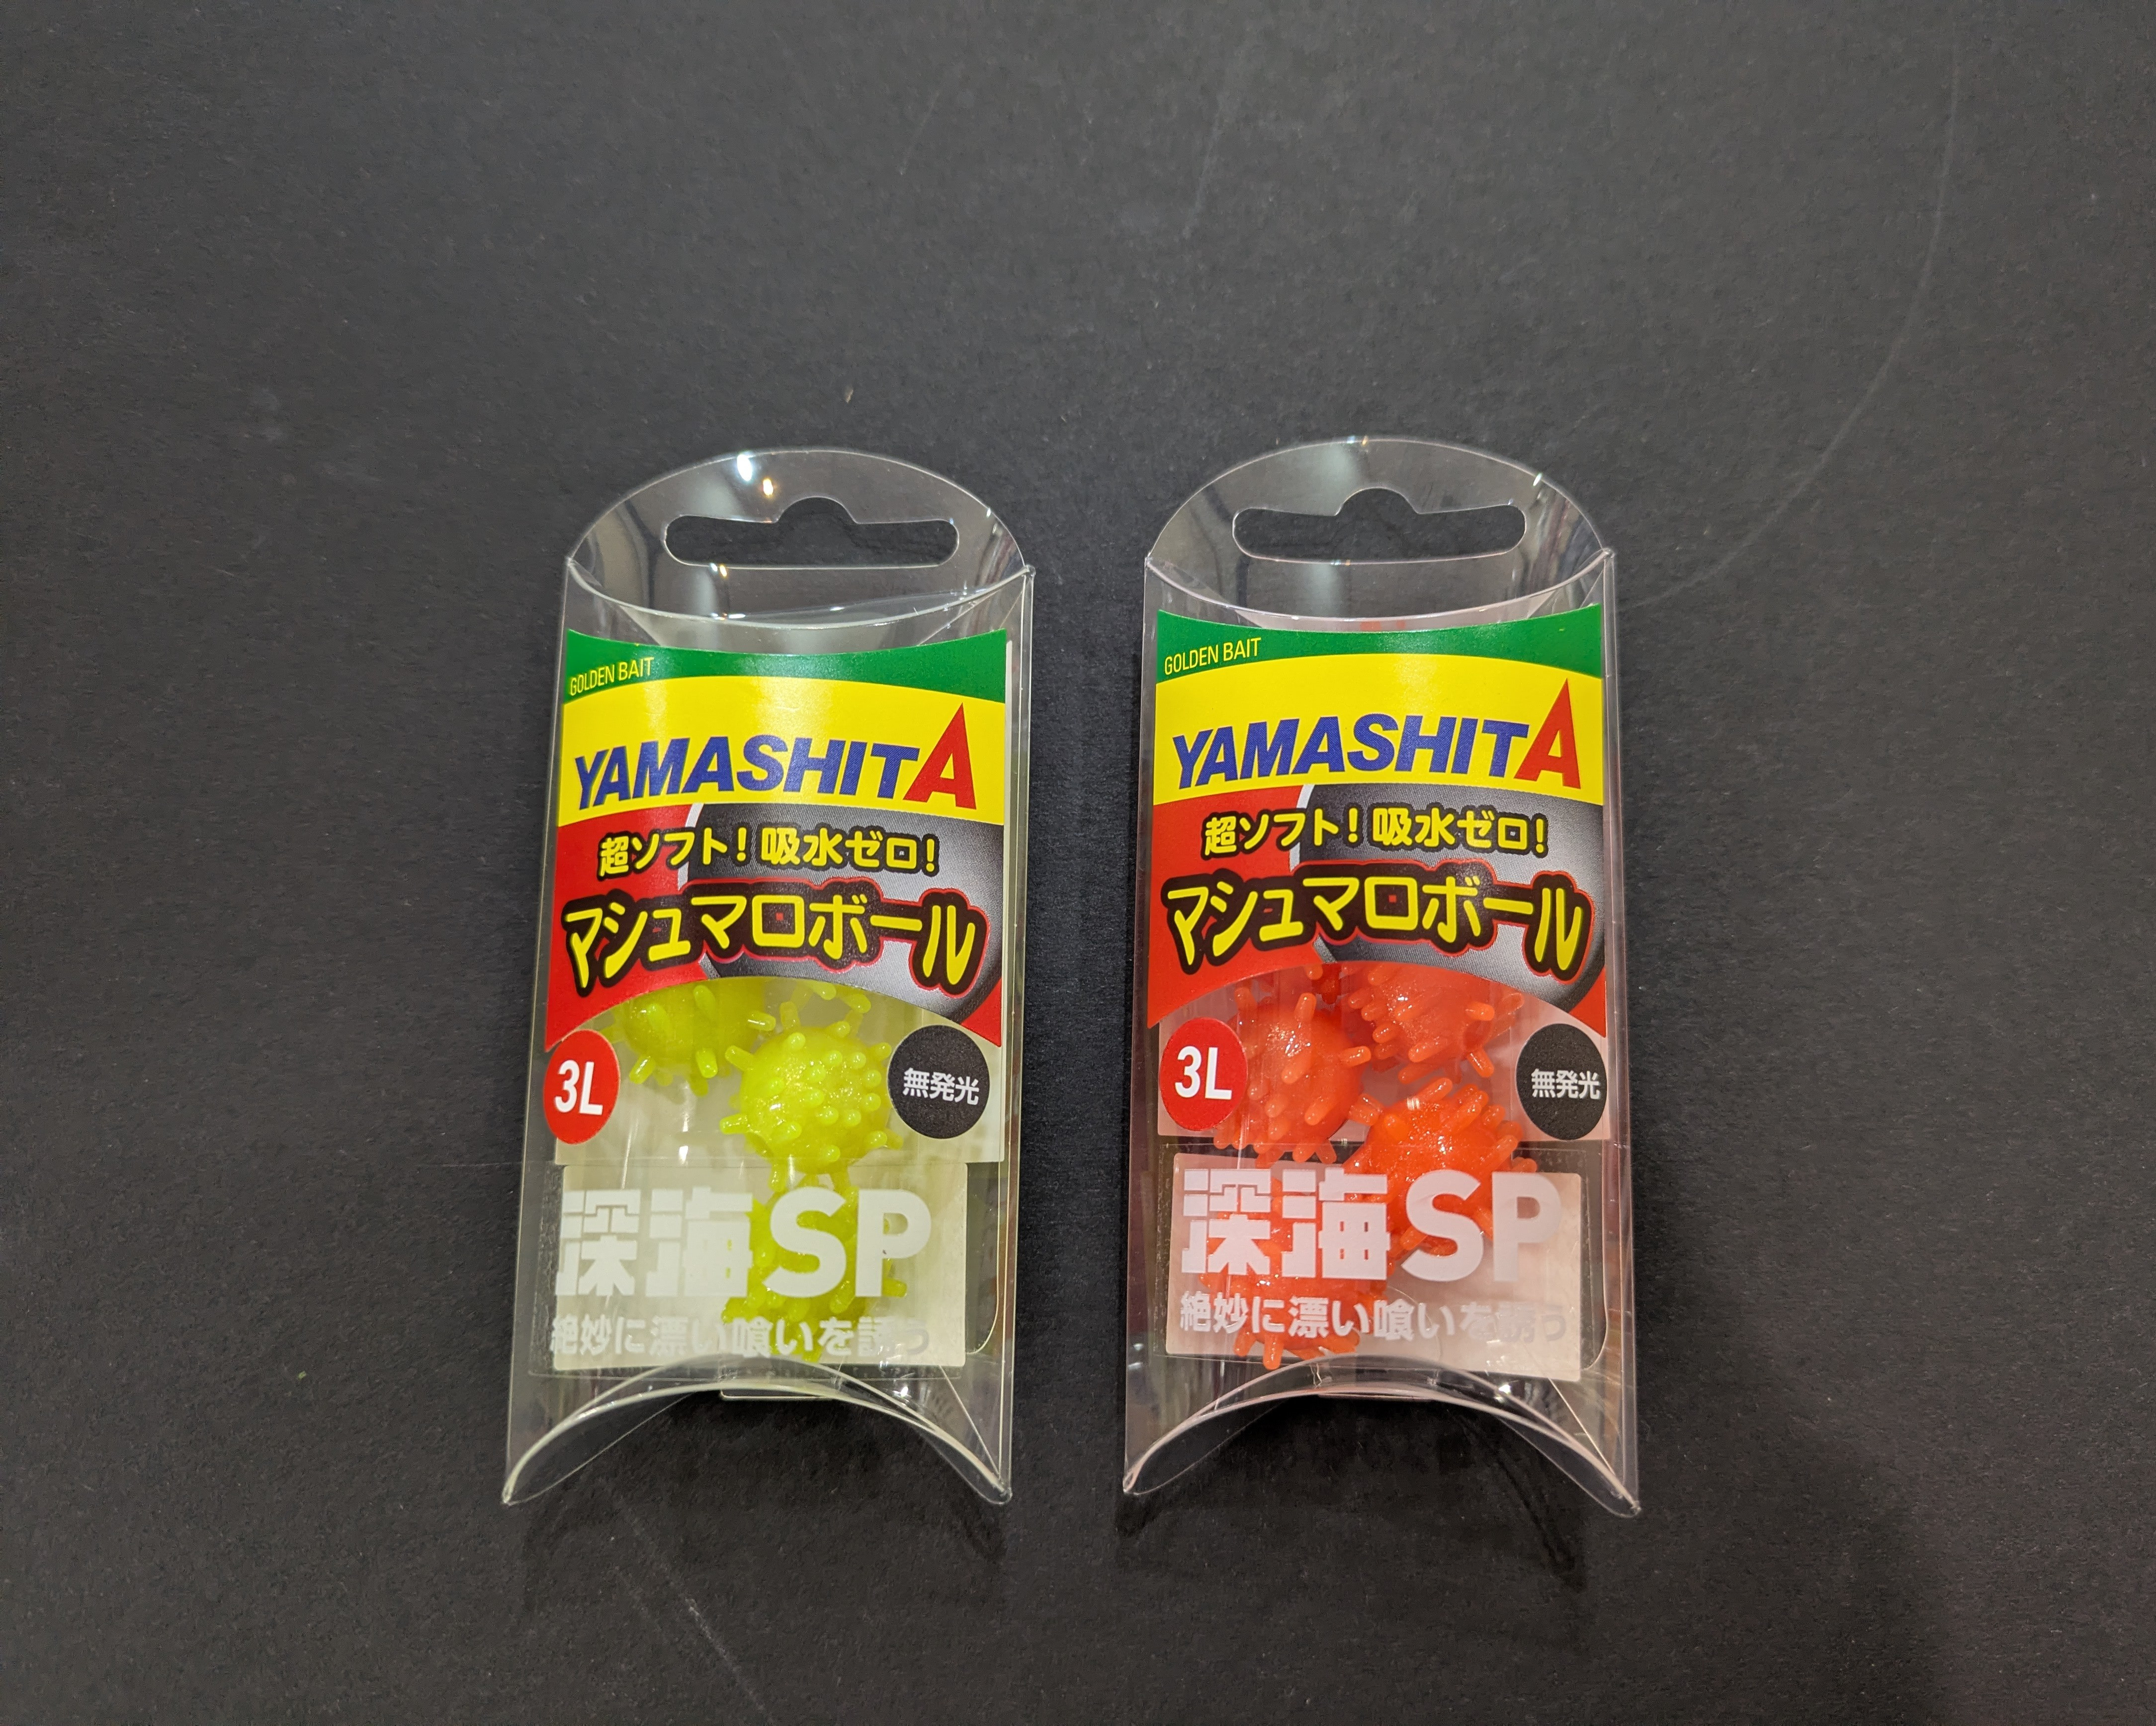 GOLDEN BAIT
YAMASHITA
超ソフト！吸水ゼロ！
マシュマロボール
3L
無発光
深海SP
絶妙に漂い喰いを誘う
GOLDEN BAIT
YAMASHITA
超ソフト！吸水ゼロ！
マシュマロボール
3L
無発光
深海SP
絶妙に漂い喰いを誘う